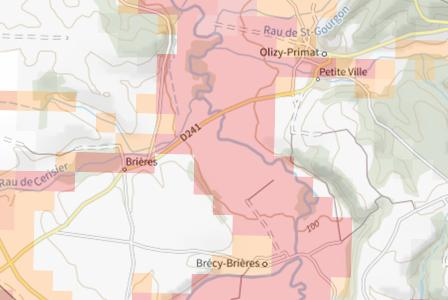 Rau de St-Gourgon
Olizy-Primat
Petite Ville
D241
Brières
Rau de Cerisier
100
Brécy-Brières